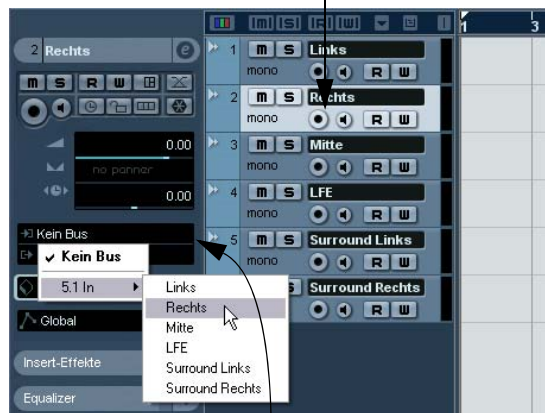 m S R W
1 3
2 Rechts e
m S R W
0.00
no panner
0.00
Kein Bus
✓ Kein Bus
5.1 In
Links
Rechts
Mitte
LFE
Surround Links
Surround Rechts
Global
Insert-Effekte
Equalizer
1 m S Links
mono R W
2 m S Rechts
mono R W
3 m S Mitte
mono R W
4 m S LFE
mono R W
5 m S Surround Links
mono R W
S Surround Rechts
R W